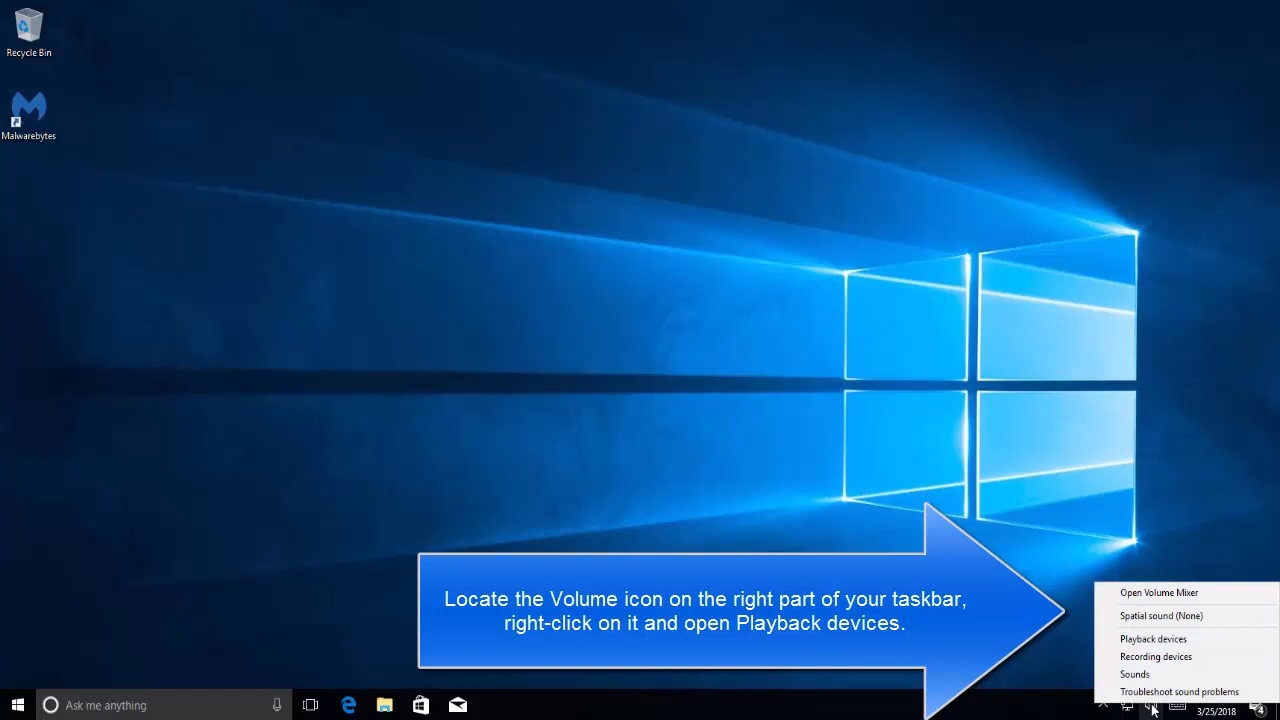 Recycle Bin
Malwarebytes
Locate the Volume icon on the right part of your taskbar,
right-click on it and open Playback devices.
Open Volume Mixer
Spatial sound (None)
Playback devices
Recording devices
Sounds
Troubleshoot sound problems
Ask me anything
3/25/2018
4